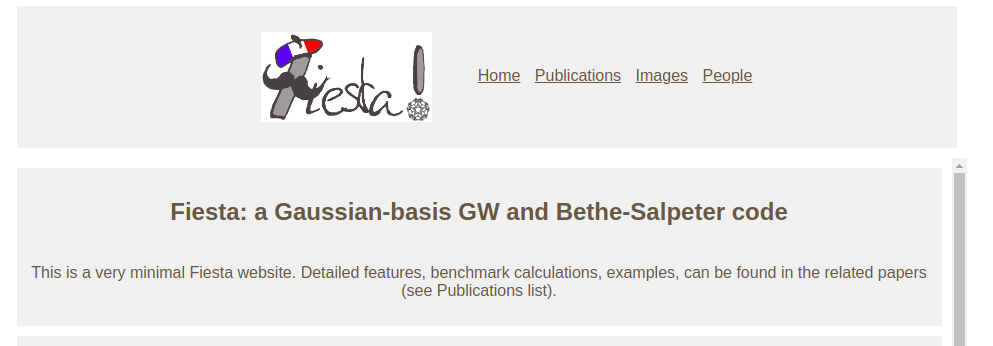 Fiesta!
Home Publications Images People
Fiesta: a Gaussian-basis GW and Bethe-Salpeter code
This is a very minimal Fiesta website. Detailed features, benchmark calculations, examples, can be found in the related papers
(see Publications list).